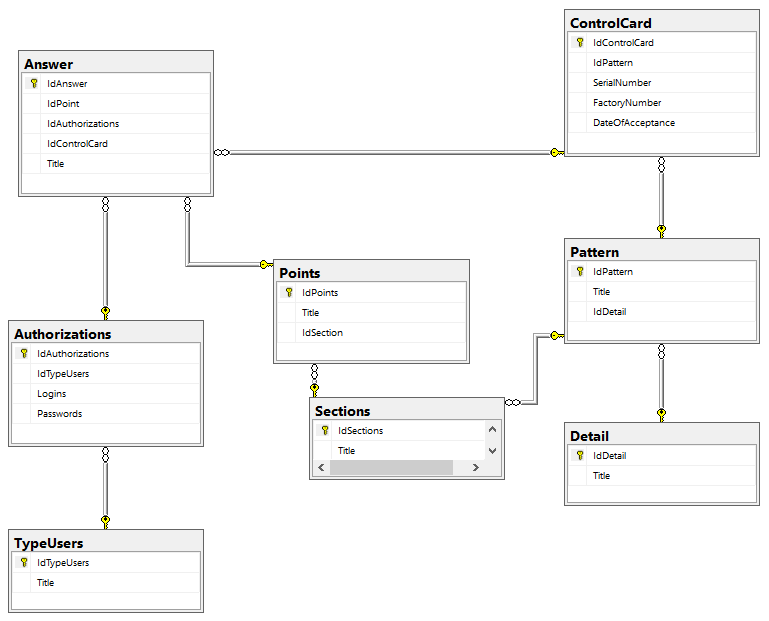 ControlCard
IdControlCard
IdPattern
SerialNumber
FactoryNumber
DateOfAcceptance
Answer
IdAnswer
IdPoint
IdAuthorizations
IdControlCard
Title
Pattern
IdPattern
Title
IdDetail
Points
IdPoints
Title
IdSection
Authorizations
IdAuthorizations
IdTypeUsers
Logins
Passwords
Sections
IdSections
Title
Detail
IdDetail
Title
TypeUsers
IdTypeUsers
Title